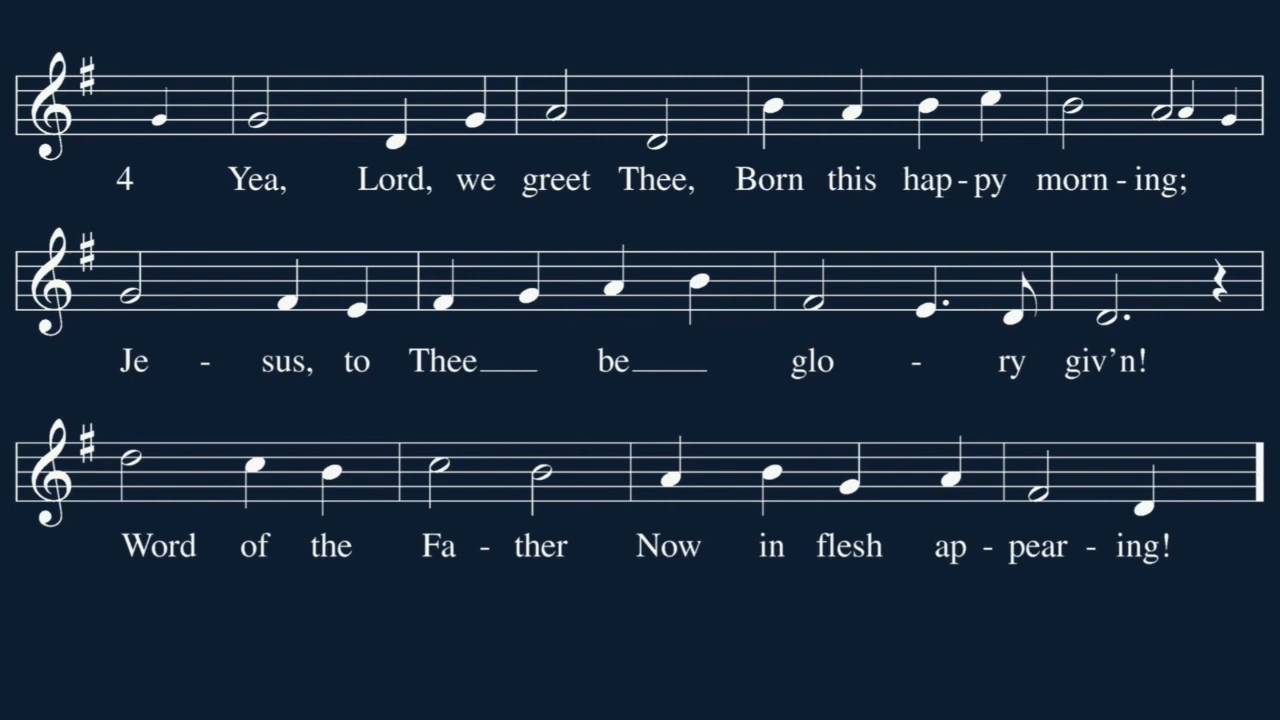 4 Yea, Lord, we greet Thee, Born this hap - py morn - ing;
Je - sus, to Thee be glo - ry giv’n!
Word of the Fa - ther Now in flesh ap - pear - ing!